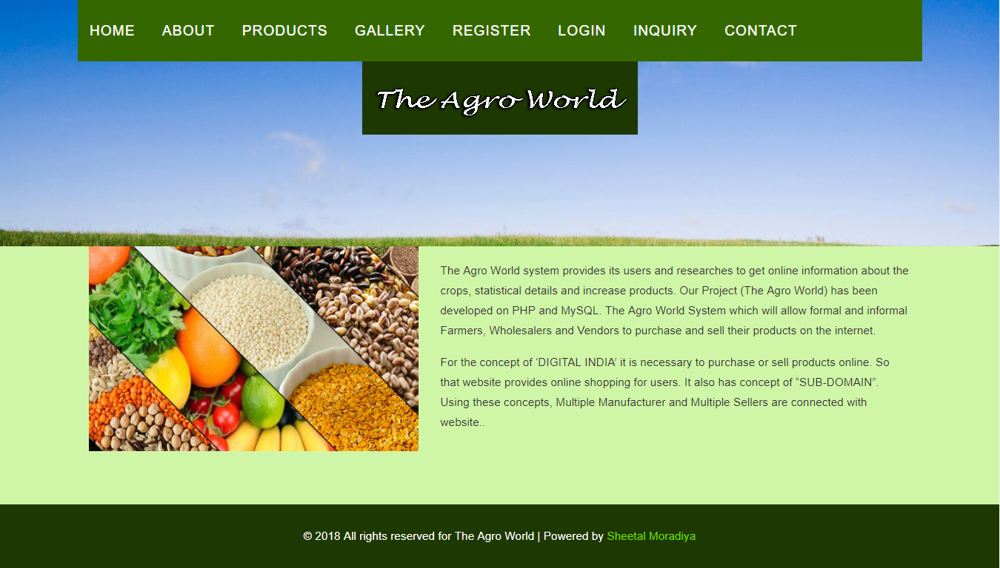 HOME ABOUT PRODUCTS GALLERY REGISTER LOGIN INQUIRY CONTACT
The Agro World
The Agro World system provides its users and researches to get online information about the
crops, statistical details and increase products. Our Project (The Agro World) has been
developed on PHP and MySQL. The Agro World System which will allow formal and informal
Farmers, Wholesalers and Vendors to purchase and sell their products on the internet.
For the concept of ‘DIGITAL INDIA’ it is necessary to purchase or sell products online. So
that website provides online shopping for users. It also has concept of “SUB-DOMAIN”.
Using these concepts, Multiple Manufacturer and Multiple Sellers are connected with
website..
© 2018 All rights reserved for The Agro World | Powered by Sheetal Moradiya